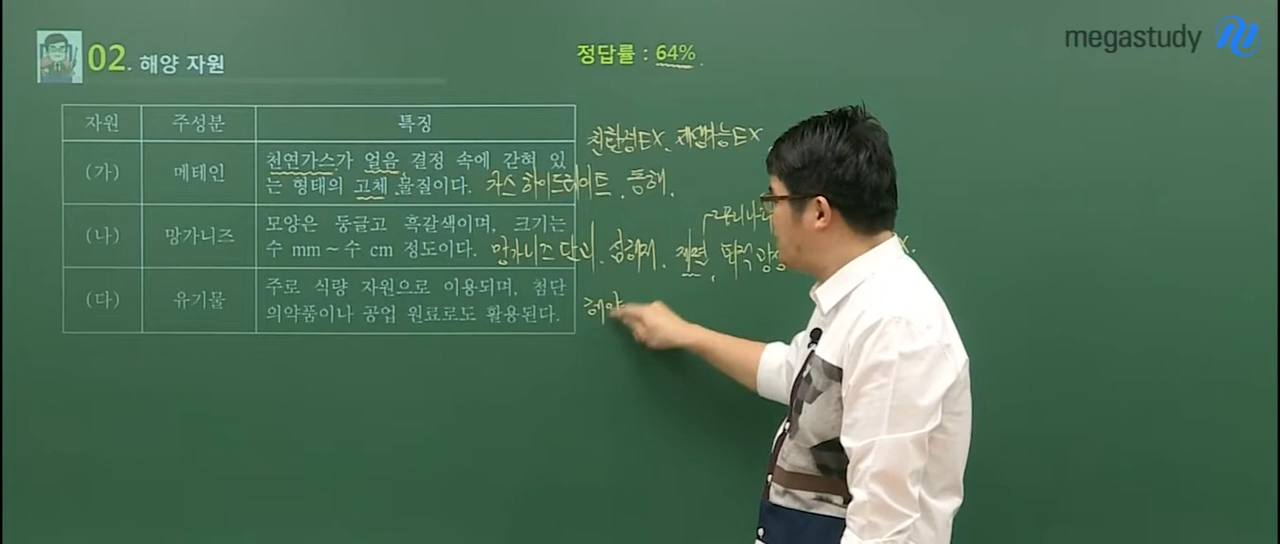 megastudy
02. 해양 자원
정답률 : 64%
자원 주성분 특징
친환경EX, 재생가능EX
(가) 메테인 천연가스가 얼음 결정 속에 갇혀 있
는 형태의 고체 물질이다. 가스 하이드레이트, 동해,
우리나라
(나) 망가니즈 모양은 둥글고 흑갈색이며, 크기는
수 mm ~ 수 cm 정도이다. 망가니즈 단괴, 심해저,
(다) 유기물 주로 식량 자원으로 이용되며, 첨단
의약품이나 공업 원료로도 활용된다. 해양